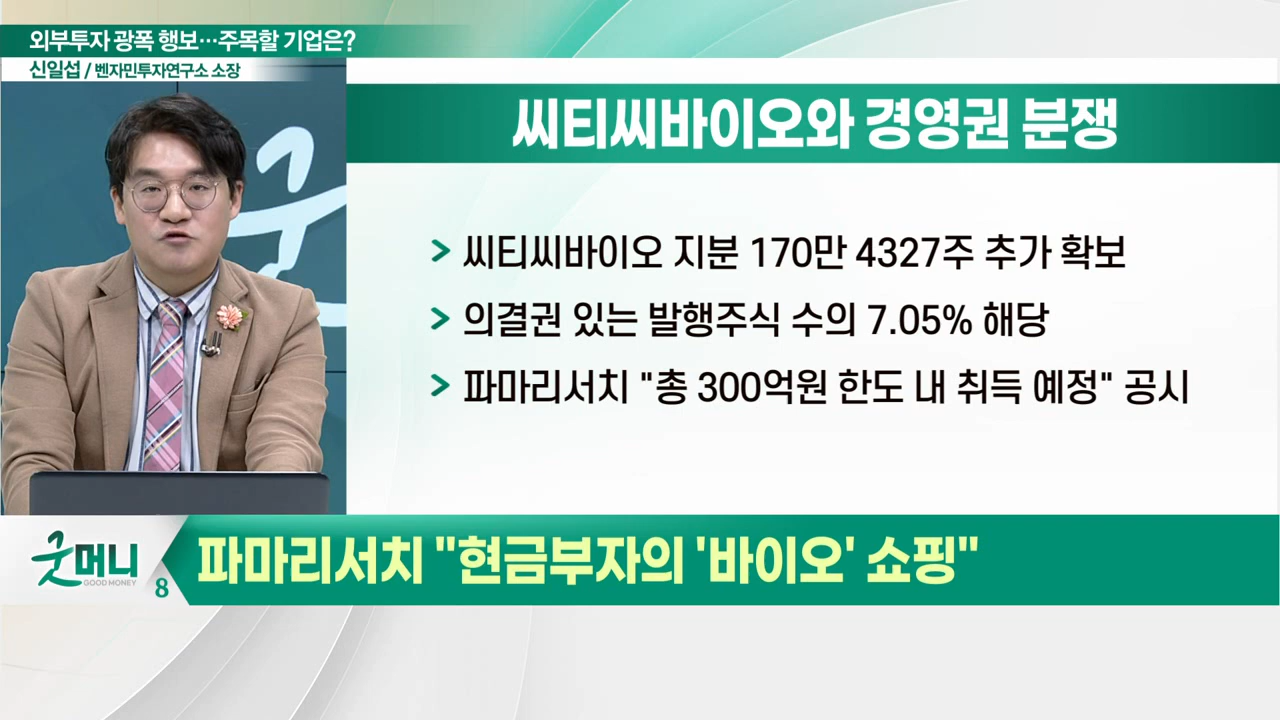 외부투자 광폭 행보…주목할 기업은?
신일섭 / 벤자민투자연구소 소장
씨티씨바이오와 경영권 분쟁
> 씨티씨바이오 지분 170만 4327주 추가 확보
> 의결권 있는 발행주식 수의 7.05% 해당
> 파마리서치 "총 300억원 한도 내 취득 예정" 공시
굿머니
GOOD MONEY
8
파마리서치 "현금부자의 '바이오' 쇼핑"